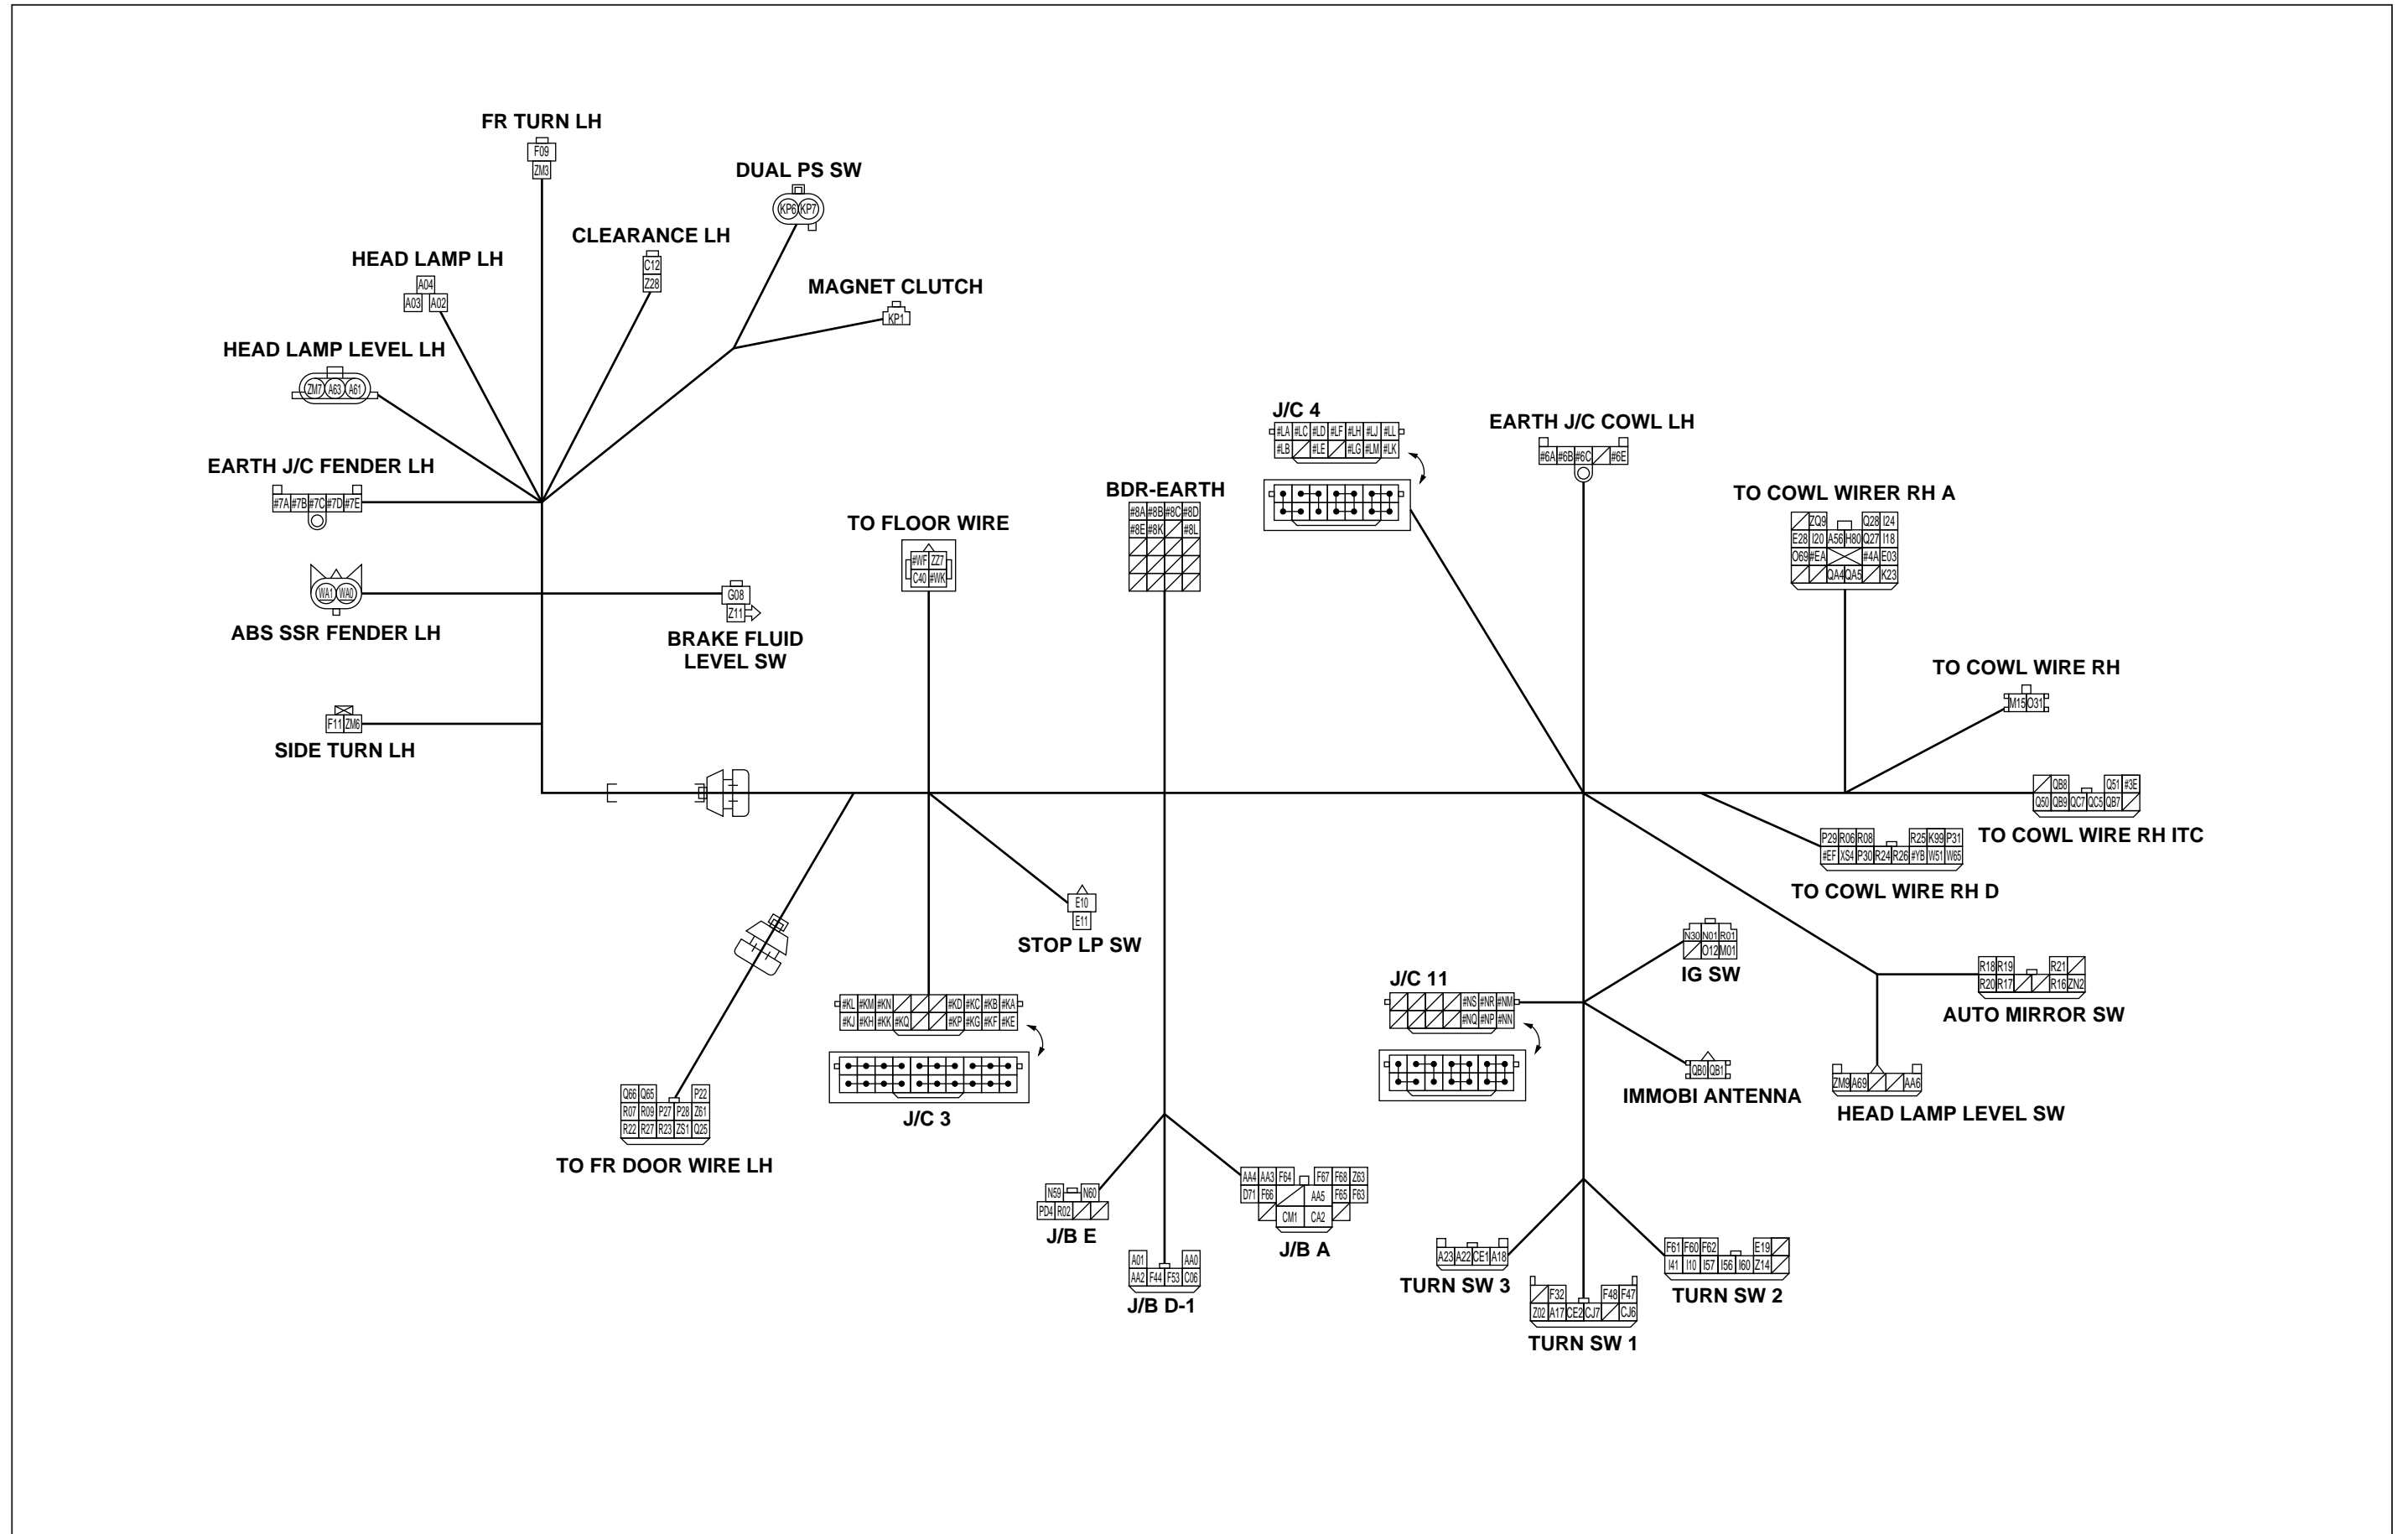 FR TURN LH
F09
ZM3
DUAL PS SW
KP6 KP7
CLEARANCE LH
C12
Z28
HEAD LAMP LH
A04
A03 A02
MAGNET CLUTCH
KP1
HEAD LAMP LEVEL LH
ZM7 A63 A61
EARTH J/C FENDER LH
#7A #7B #7C #7D #7E
ABS SSR FENDER LH
WA1 WA0
BRAKE FLUID
LEVEL SW
G08
Z11
SIDE TURN LH
F11 ZM6
TO FLOOR WIRE
#WF ZZ7
C40 #WK
BDR-EARTH
#8A #8B #8C #8D
#8E #8K #8L
J/C 4
#LA #LC #LD #LF #LH #LJ #LL
#LB #LE #LG #LM #LK
EARTH J/C COWL LH
#6A #6B #6C #6E
TO COWL WIRER RH A
ZQ9 Q28 I24
E28 I20 A56 H80 Q27 I18
O69 #EA #4A E03
QA4 QA5 K23
TO COWL WIRE RH
M15 O31
QB8 Q51 #3E
Q50 QB9 QC7 QC5 QB7
TO COWL WIRE RH ITC
P29 R06 R08 R25 K99 P31
#EF XS4 P30 R24 R26 #YB W51 W65
TO COWL WIRE RH D
E10
E11
STOP LP SW
N30 N01 R01
O12 M01
IG SW
R18 R19 R21
R20 R17 R16 ZN2
AUTO MIRROR SW
J/C 11
#NS #NR #NM
#NQ #NP #NN
#KL #KM #KN #KD #KC #KB #KA
#KJ #KH #KK #KQ #KP #KG #KF #KE
J/C 3
QB0 QB1
IMMOBI ANTENNA
ZM9 A69 AA6
HEAD LAMP LEVEL SW
Q66 Q65 P22
R07 R09 P27 P28 Z61
R22 R27 R23 ZS1 Q25
TO FR DOOR WIRE LH
N59 N60
PD4 R02
J/B E
AA4 AA3 F64 F67 F68 Z63
D71 F66 AA5 F65 F63
CM1 CA2
J/B A
A01 AA0
AA2 F44 F53 C06
J/B D-1
A23 A22 CE1 A18
TURN SW 3
F61 F60 F62 E19
I41 I10 I57 I56 I60 Z14
TURN SW 2
F32 F48 F47
Z02 A17 CE2 CJ7 CJ6
TURN SW 1